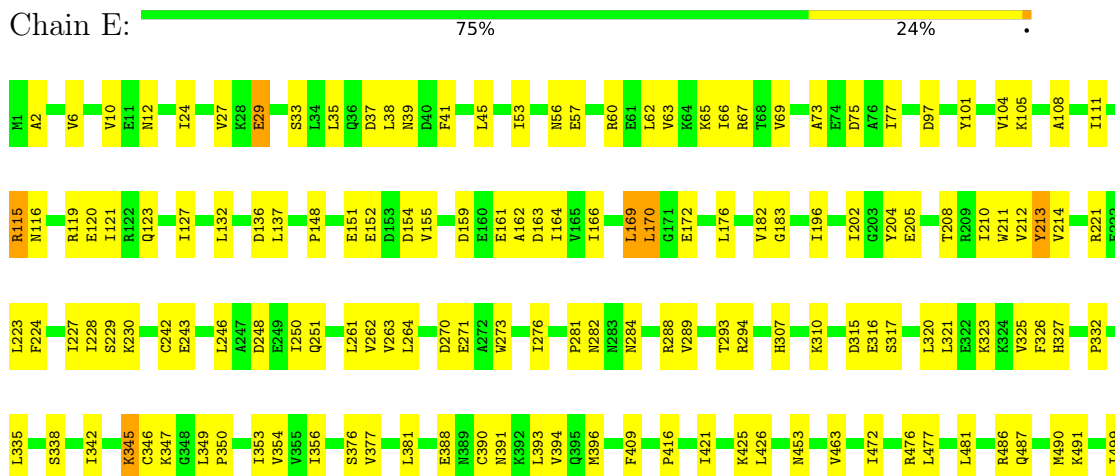 Chain E:
75% 24% •
M1 A2 V6 V10 E11 N12 I24 V27 K28 E29 S33 L34 L35 Q36 D37 L38 N39 D40 F41 L45 I53 N56 E57 R60 E61 L62 V63 K64 K65 I66 R67 T68 V69 A73 E74 D75 A76 I77 D97 Y101 V104 K105 A108 I111
R115 N116 R119 E120 I121 R122 Q123 I127 L132 D136 L137 P148 E151 E152 D153 D154 V155 D159 E160 E161 A162 D163 I164 V165 I166 L169 L170 G171 E172 L176 V182 G183 I196 I202 G203 Y204 E205 T208 R209 I210 W211 V212 Y213 V214 R221
L223 F224 I227 I228 S229 K230 C242 E243 L246 A247 D248 E249 I250 Q251 L261 V262 V263 L264 D270 E271 A272 W273 I276 P281 N282 N283 N284 R288 V289 T293 R294 H307 K310 D315 E316 S317 L320 L321 E322 K323 K324 V325 F326 H327 P332
L335 S338 I342 K345 C346 K347 G348 L349 P350 I353 V354 V355 I356 S376 V377 L381 E388 N389 C390 N391 K392 L393 V394 Q395 M396 F409 P416 I421 K425 L426 N453 V463 I472 R476 L477 L481 R486 Q487 M490 K491